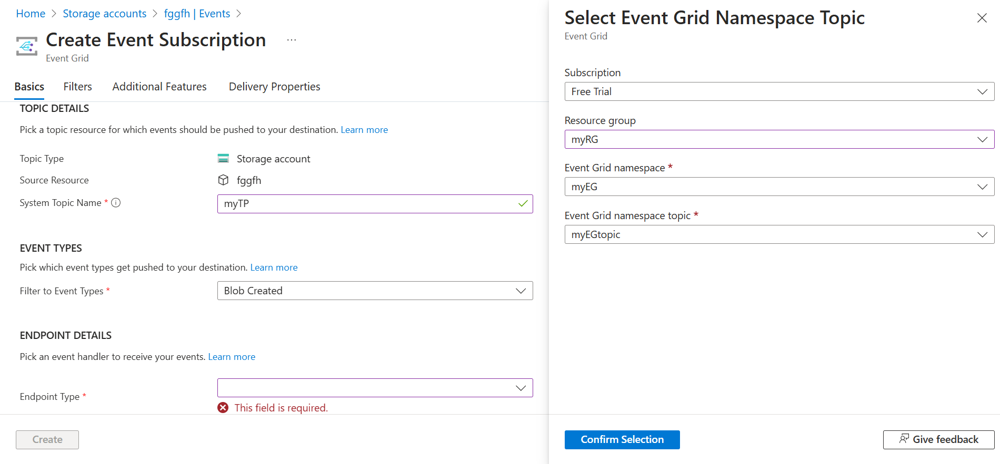 Home > Storage accounts > fggfh | Events >
Create Event Subscription ...
Event Grid
Basics Filters Additional Features Delivery Properties
TOPIC DETAILS
Pick a topic resource for which events should be pushed to your destination. Learn more
Topic Type Storage account
Source Resource fggfh
System Topic Name * myTP
EVENT TYPES
Pick which event types get pushed to your destination. Learn more
Filter to Event Types * Blob Created
ENDPOINT DETAILS
Pick an event handler to receive your events. Learn more
Endpoint Type *
This field is required.
Create
Select Event Grid Namespace Topic
Event Grid
Subscription
Free Trial
Resource group
myRG
Event Grid namespace *
myEG
Event Grid namespace topic *
myEGtopic
Confirm Selection Give feedback